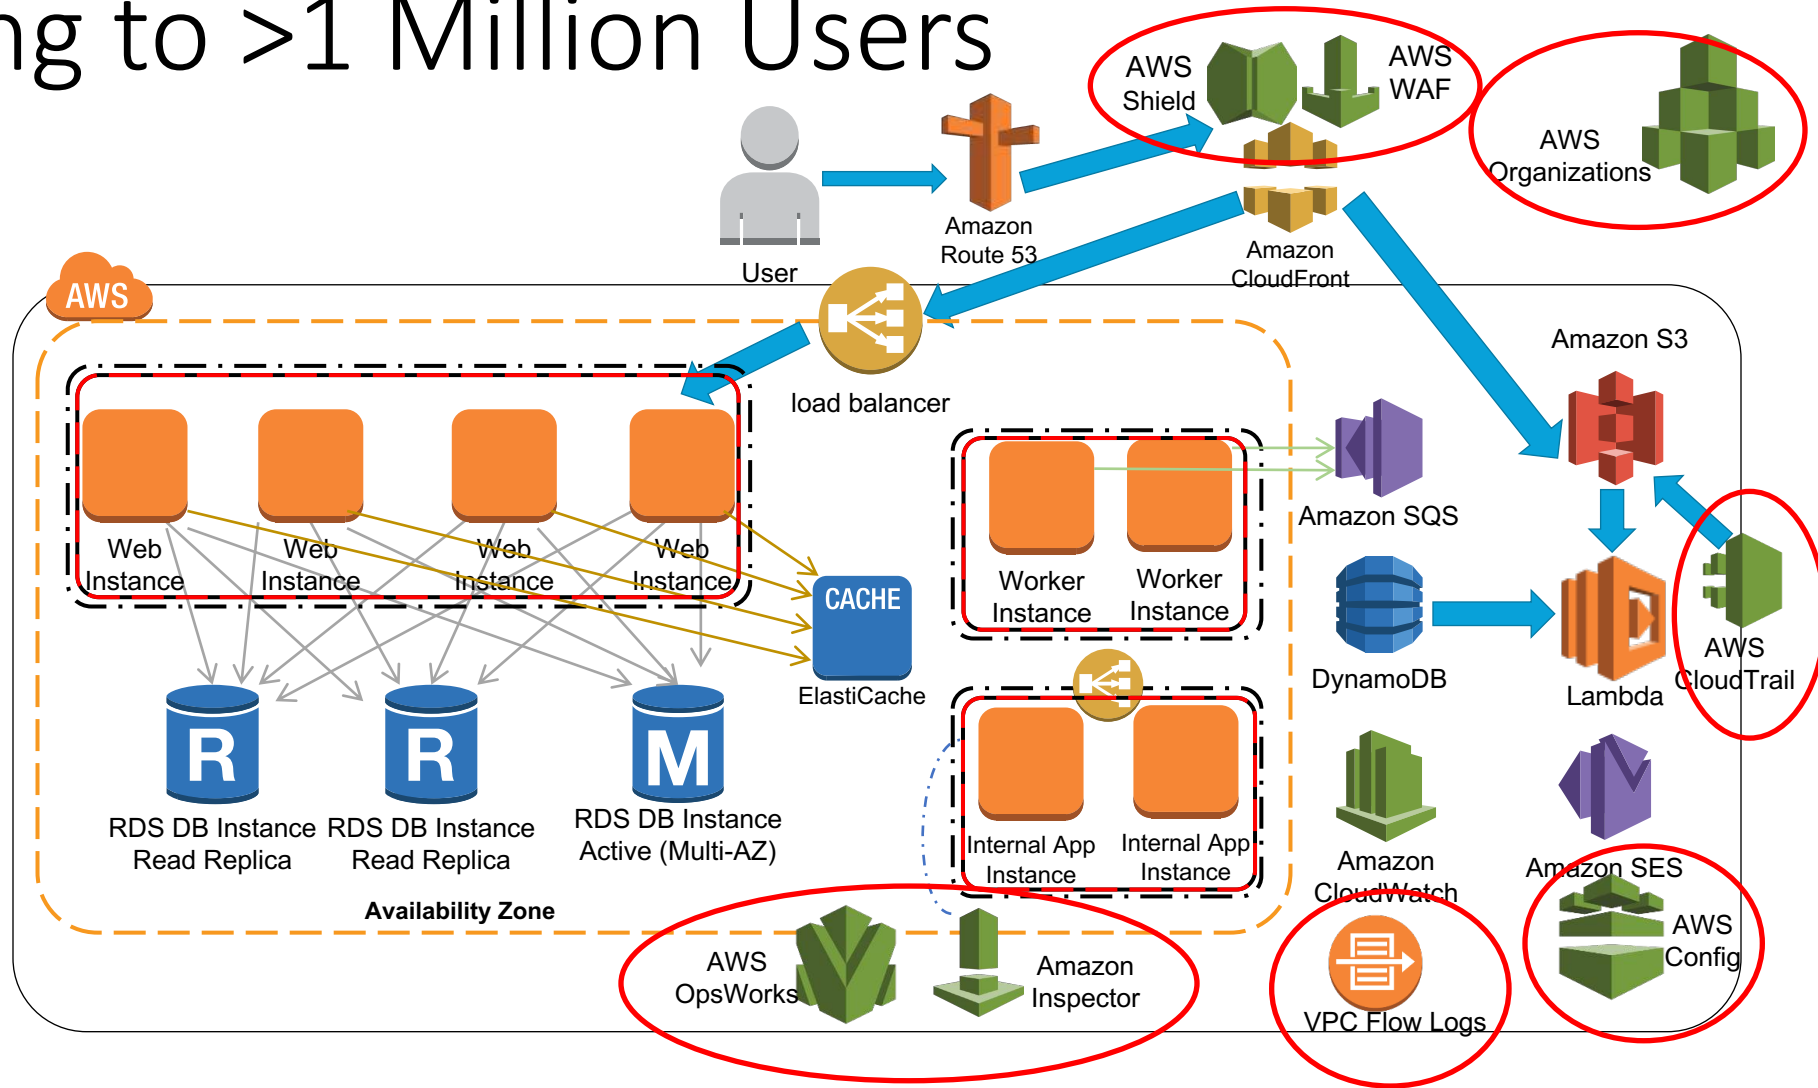 ng to >1 Million Users
AWS
Shield
AWS
WAF
AWS
Organizations
User
Amazon
Route 53
Amazon
CloudFront
AWS
load balancer
Amazon S3
Web
Instance
Web
Instance
Web
Instance
Web
Instance
CACHE
ElastiCache
Worker
Instance
Worker
Instance
Amazon SQS
DynamoDB
Lambda
AWS
CloudTrail
R
R
M
RDS DB Instance
Read Replica
RDS DB Instance
Read Replica
RDS DB Instance
Active (Multi-AZ)
Internal App
Instance
Internal App
Instance
Amazon
CloudWatch
Amazon SES
Availability Zone
AWS
OpsWorks
Amazon
Inspector
VPC Flow Logs
AWS
Config